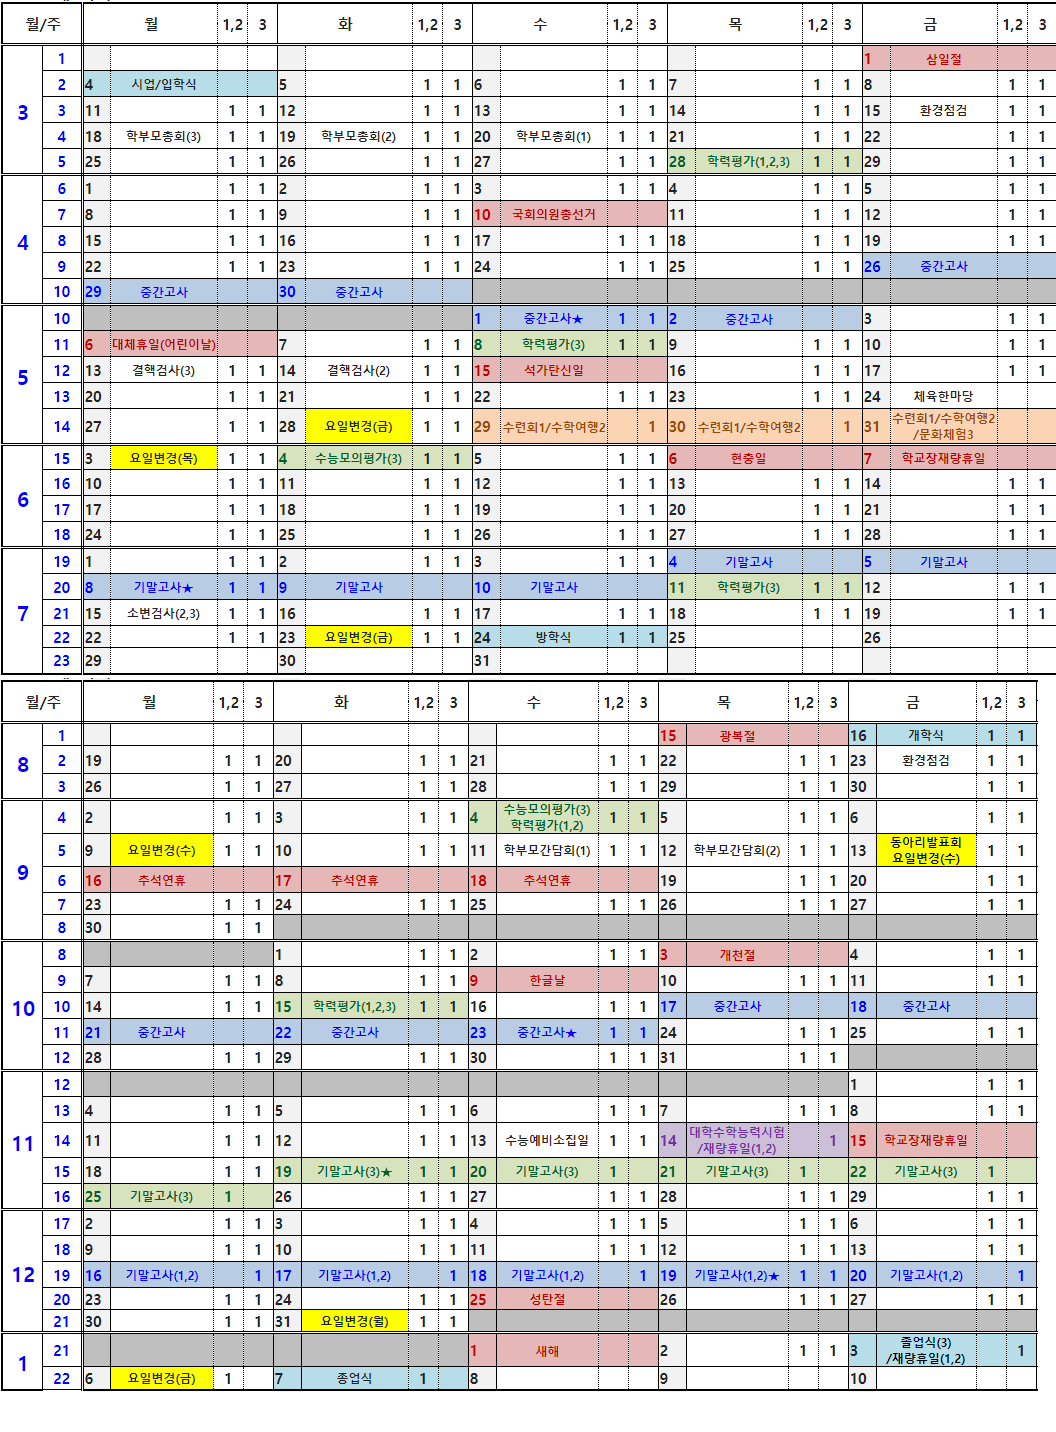 월/주 월 1,2 3 화 1,2 3 수 1,2 3 목 1,2 3 금 1,2 3
3 1 1 삼일절
2 4 시업/입학식 5 1 1 6 1 1 7 1 1 8 1 1
3 11 1 1 12 1 1 13 1 1 14 1 1 15 환경점검 1 1
4 18 학부모총회(3) 1 1 19 학부모총회(2) 1 1 20 학부모총회(1) 1 1 21 1 1 22 1 1
5 25 1 1 26 1 1 27 1 1 28 학력평가(1,2,3) 1 1 29 1 1
4 6 1 1 1 2 1 1 3 1 1 4 1 1 5 1 1
7 8 1 1 9 1 1 10 국회의원총선거 11 1 1 12 1 1
8 15 1 1 16 1 1 17 1 1 18 1 1 19 1 1
9 22 1 1 23 1 1 24 1 1 25 1 1 26 중간고사
10 29 중간고사 30 중간고사
5 10 1 중간고사★ 1 1 2 중간고사 3 1 1
11 6 대체휴일(어린이날) 7 1 1 8 학력평가(3) 1 1 9 1 1 10 1 1
12 13 결핵검사(3) 1 1 14 결핵검사(2) 1 1 15 석가탄신일 16 1 1 17 1 1
13 20 1 1 21 1 1 22 1 1 23 1 1 24 체육한마당
14 27 1 1 28 요일변경(금) 1 1 29 수련회1/수학여행2 1 30 수련회1/수학여행2 1 31 수련회1/수학여행2
/문화체험3
6 15 3 요일변경(목) 1 1 4 수능모의평가(3) 1 1 5 1 1 6 현충일 7 학교장재량휴일
16 10 1 1 11 1 1 12 1 1 13 1 1 14 1 1
17 17 1 1 18 1 1 19 1 1 20 1 1 21 1 1
18 24 1 1 25 1 1 26 1 1 27 1 1 28 1 1
7 19 1 1 1 2 1 1 3 1 1 4 기말고사 5 기말고사
20 8 기말고사★ 1 1 9 기말고사 10 기말고사 11 학력평가(3) 1 1 12 1 1
21 15 소변검사(2,3) 1 1 16 1 1 17 1 1 18 1 1 19 1 1
22 22 1 1 23 요일변경(금) 1 1 24 방학식 1 1 25 26
23 29 30 31
월/주 월 1,2 3 화 1,2 3 수 1,2 3 목 1,2 3 금 1,2 3
8 1 15 광복절 16 개학식 1 1
2 19 1 1 20 1 1 21 1 1 22 1 1 23 환경점검 1 1
3 26 1 1 27 1 1 28 1 1 29 1 1 30 1 1
9 4 2 1 1 3 1 1 4 수능모의평가(3)
학력평가(1,2) 1 1 5 1 1 6 1 1
5 9 요일변경(수) 1 1 10 1 1 11 학부모간담회(1) 1 1 12 학부모간담회(2) 1 1 13 동아리발표회
요일변경(수) 1 1
6 16 추석연휴 17 추석연휴 18 추석연휴 19 1 1 20 1 1
7 23 1 1 24 1 1 25 1 1 26 1 1 27 1 1
8 30 1 1
10 8 1 1 1 2 1 1 3 개천절 4 1 1
9 7 1 1 8 1 1 9 한글날 10 1 1 11 1 1
10 14 1 1 15 학력평가(1,2,3) 1 1 16 1 1 17 중간고사 18 중간고사
11 21 중간고사 22 중간고사 23 중간고사★ 1 1 24 1 1 25 1 1
12 28 1 1 29 1 1 30 1 1 31 1 1
11 12 1 1 1
13 4 1 1 5 1 1 6 1 1 7 1 1 8 1 1
14 11 1 1 12 1 1 13 수능예비소집일 1 1 14 대학수학능력시험
/재량휴일(1,2) 1 15 학교장재량휴일
15 18 1 1 19 기말고사(3)★ 1 1 20 기말고사(3) 1 21 기말고사(3) 1 22 기말고사(3) 1
16 25 기말고사(3) 1 26 1 1 27 1 1 28 1 1 29 1 1
12 17 2 1 1 3 1 1 4 1 1 5 1 1 6 1 1
18 9 1 1 10 1 1 11 1 1 12 1 1 13 1 1
19 16 기말고사(1,2) 1 17 기말고사(1,2) 1 18 기말고사(1,2) 1 19 기말고사(1,2)★ 1 1 20 기말고사(1,2) 1
20 23 1 1 24 1 1 25 성탄절 26 1 1 27 1 1
21 30 1 1 31 요일변경(월) 1 1
1 21 1 새해 2 1 1 3 졸업식(3)
/재량휴일(1,2) 1
22 6 요일변경(금) 1 7 종업식 1 8 9 10